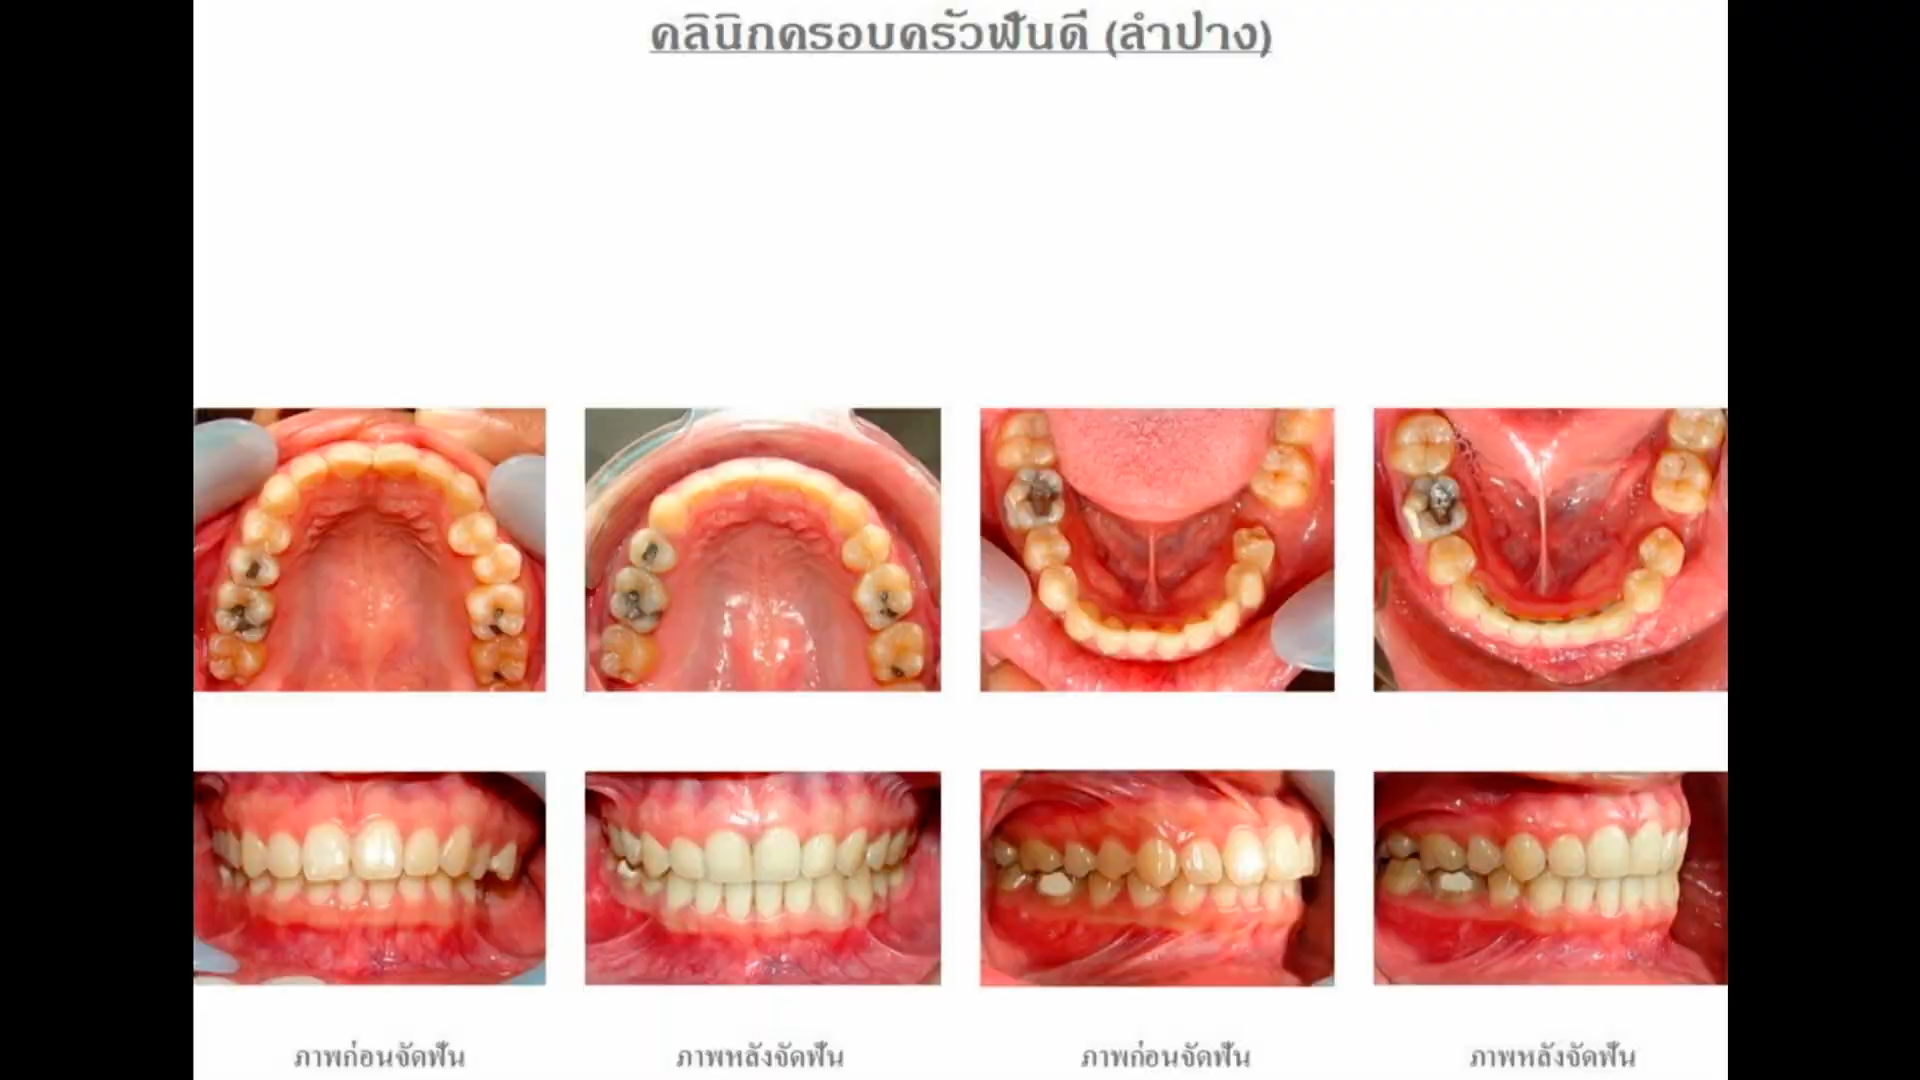 คลินิกครอบครัวฟันดี (ลำปาง)
ภาพก่อนจัดฟัน
ภาพหลังจัดฟัน
ภาพก่อนจัดฟัน
ภาพหลังจัดฟัน